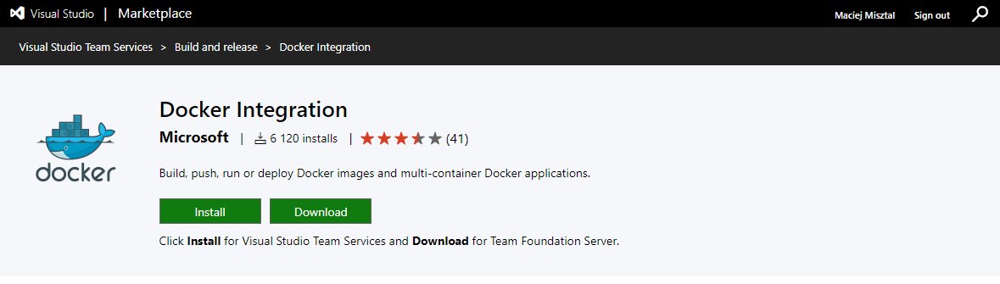 Visual Studio | Marketplace
Maciej Misztal Sign out
Visual Studio Team Services > Build and release > Docker Integration
Docker Integration
Microsoft | 6 120 installs | (41)
docker
Build, push, run or deploy Docker images and multi-container Docker applications.
Install Download
Click Install for Visual Studio Team Services and Download for Team Foundation Server.